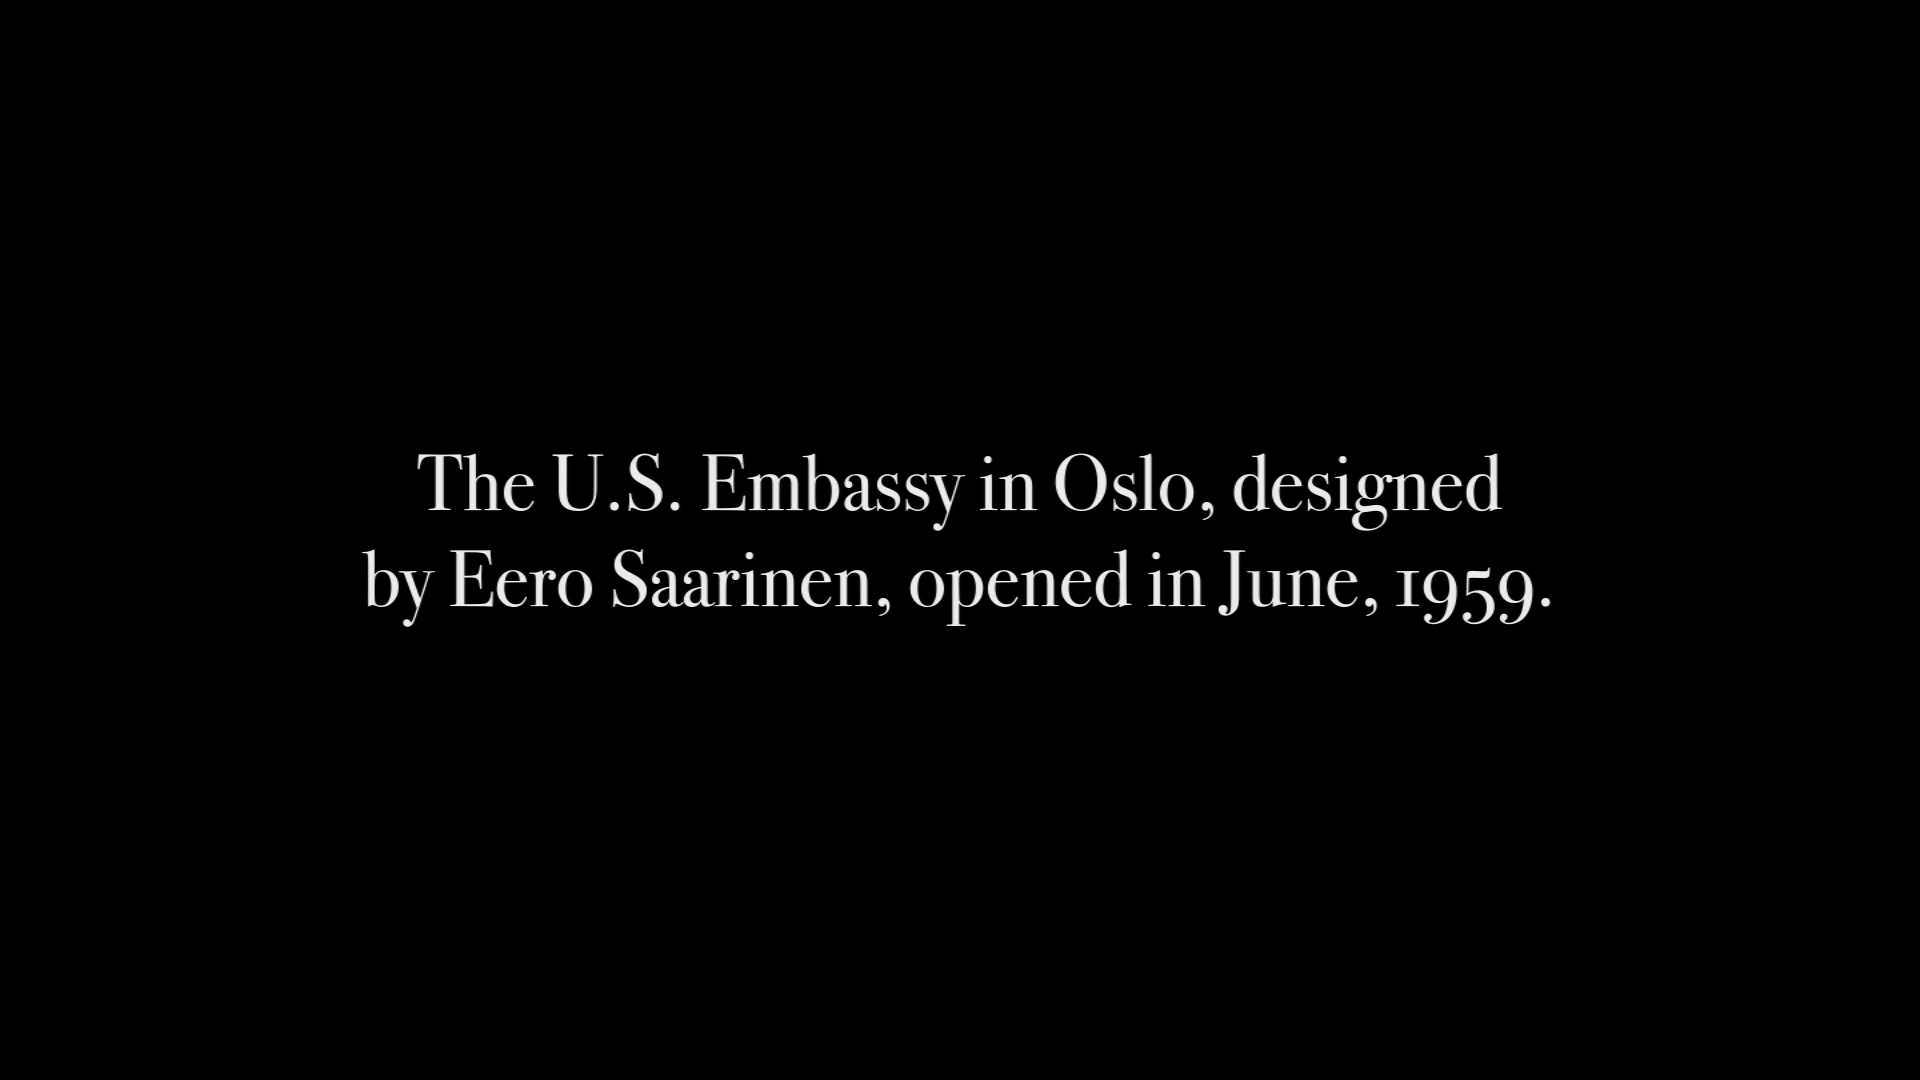 The U.S. Embassy in Oslo, designed
by Eero Saarinen, opened in June, 1959.